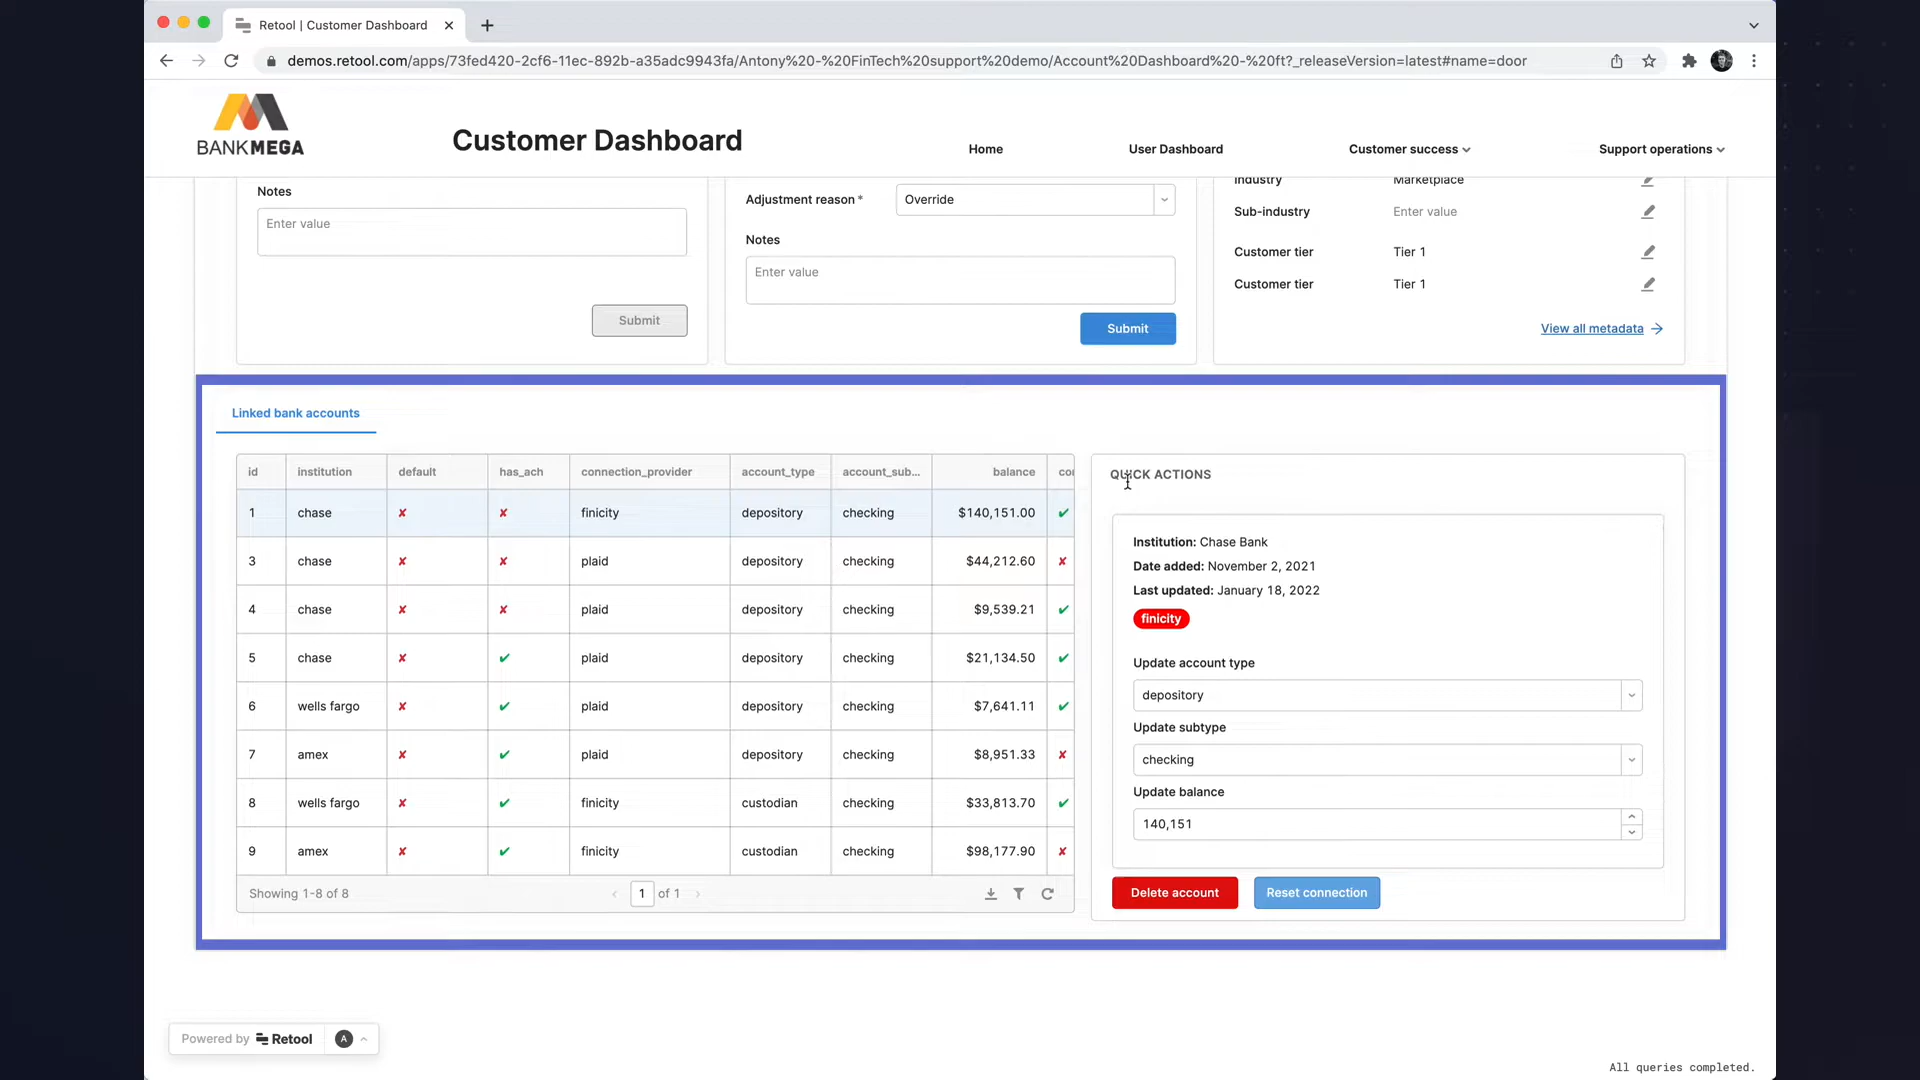 Retool | Customer Dashboard
demos.retool.com/apps/73fed420-2cf6-11ec-892b-a35adc9943fa/Antony%20-%20FinTech%20support%20demo/Account%20Dashboard%20-%20ft?_releaseVersion=latest#name=door
BANKMEGA
Customer Dashboard
Home
User Dashboard
Customer success
Support operations
Notes
Enter value
Submit
Adjustment reason *
Override
Notes
Enter value
Submit
Industry Marketplace
Sub-industry Enter value
Customer tier Tier 1
Customer tier Tier 1
View all metadata
Linked bank accounts
id institution default has_ach connection_provider account_type account_sub... balance cor
1 chase ✘ ✘ finicity depository checking $140,151.00 ✔
3 chase ✘ ✘ plaid depository checking $44,212.60 ✘
4 chase ✘ ✘ plaid depository checking $9,539.21 ✔
5 chase ✘ ✔ plaid depository checking $21,134.50 ✔
6 wells fargo ✘ ✔ plaid depository checking $7,641.11 ✔
7 amex ✘ ✔ plaid depository checking $8,951.33 ✘
8 wells fargo ✘ ✔ finicity custodian checking $33,813.70 ✔
9 amex ✘ ✔ finicity custodian checking $98,177.90 ✘
Showing 1-8 of 8
1 of 1
QUICK ACTIONS
Institution: Chase Bank
Date added: November 2, 2021
Last updated: January 18, 2022
finicity
Update account type
depository
Update subtype
checking
Update balance
140,151
Delete account
Reset connection
Powered by Retool
A
All queries completed.